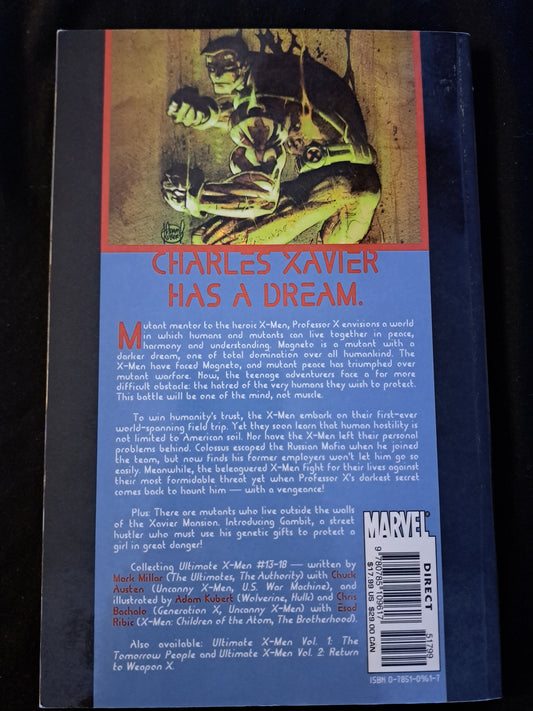 CHARLES XAVIER
HAS A DREAM.
Mutant mentor to the heroic X-Men, Professor X envisions a world
in which humans and mutants can live together in peace,
harmony and understanding. Magneto is a mutant with a
darker dream, one of total domination over all humankind. The
X-Men have faced Magneto, and mutant peace has triumphed over
mutant warfare. Now, the teenage adventurers face a far more
difficult obstacle: the hatred of the very humans they wish to protect.
This battle will be one of the mind, not muscle.
To win humanity's trust, the X-Men embark on their first-ever
world-spanning field trip. Yet they soon learn that human hostility is
not limited to American soil. Nor have the X-Men left their personal
problems behind. Colossus escaped the Russian Mafia when he joined
the team, but now finds his former employers won't let him go so
easily. Meanwhile, the beleaguered X-Men fight for their lives against
their most formidable threat yet when Professor X's darkest secret
comes back to haunt him — with a vengeance!
Plus: There are mutants who live outside the walls
of the Xavier Mansion. Introducing Gambit, a street
hustler who must use his genetic gifts to protect a
girl in great danger!
Collecting Ultimate X-Men #13-18 — written by
Mark Millar (The Ultimates, The Authority) with Chuck
Austen (Uncanny X-Men, U.S. War Machine), and
illustrated by Adam Kubert (Wolverine, Hulk) and Chris
Bachalo (Generation X, Uncanny X-Men) with Esad
Ribic (X-Men: Children of the Atom, The Brotherhood).
Also available: Ultimate X-Men Vol. 1: The
Tomorrow People and Ultimate X-Men Vol. 2: Return
to Weapon X.
MARVEL®
DIRECT
51799
9 780785 109617
$17.99 US $29.00 CAN
ISBN 0-7851-0961-7